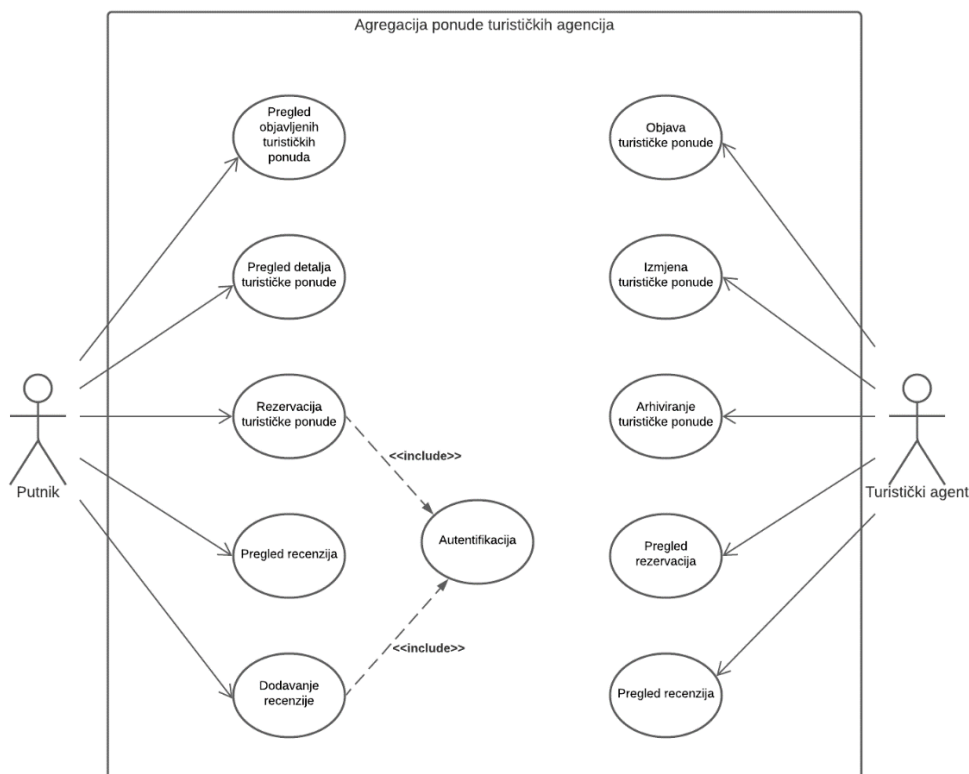 Agregacija ponude turističkih agencija
Pregled
objavljenih
turističkih
ponuda
Objava
turističke ponude
Pregled detalja
turističke ponude
Izmjena
turističke ponude
Rezervacija
turističke ponude
Arhiviranje
turističke ponude
<<include>>
Putnik
Turistički agent
Pregled recenzija
Autentifikacija
Pregled
rezervacija
<<include>>
Dodavanje
recenzije
Pregled recenzija